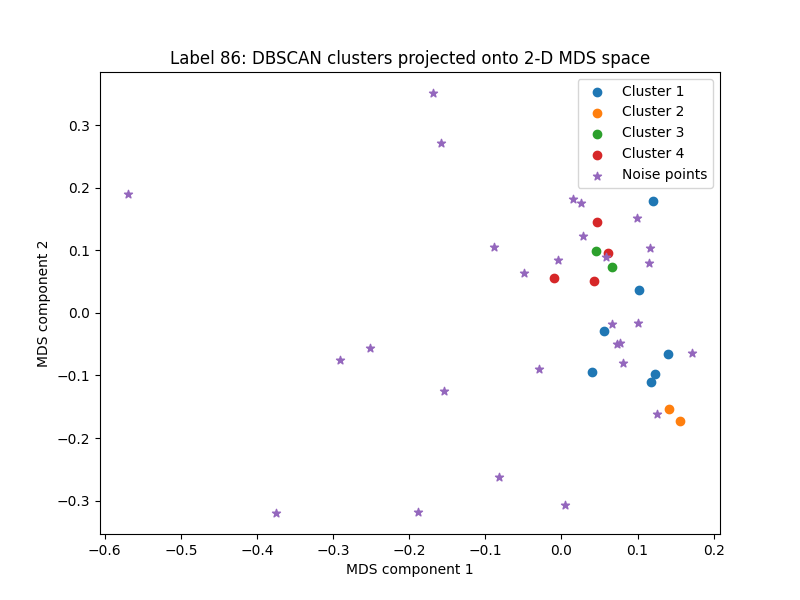 Label 86: DBSCAN clusters projected onto 2-D MDS space
Cluster 1
Cluster 2
Cluster 3
Cluster 4
Noise points
MDS component 2
0.3
0.2
0.1
0.0
−0.1
−0.2
−0.3
−0.6 −0.5 −0.4 −0.3 −0.2 −0.1 0.0 0.1 0.2
MDS component 1